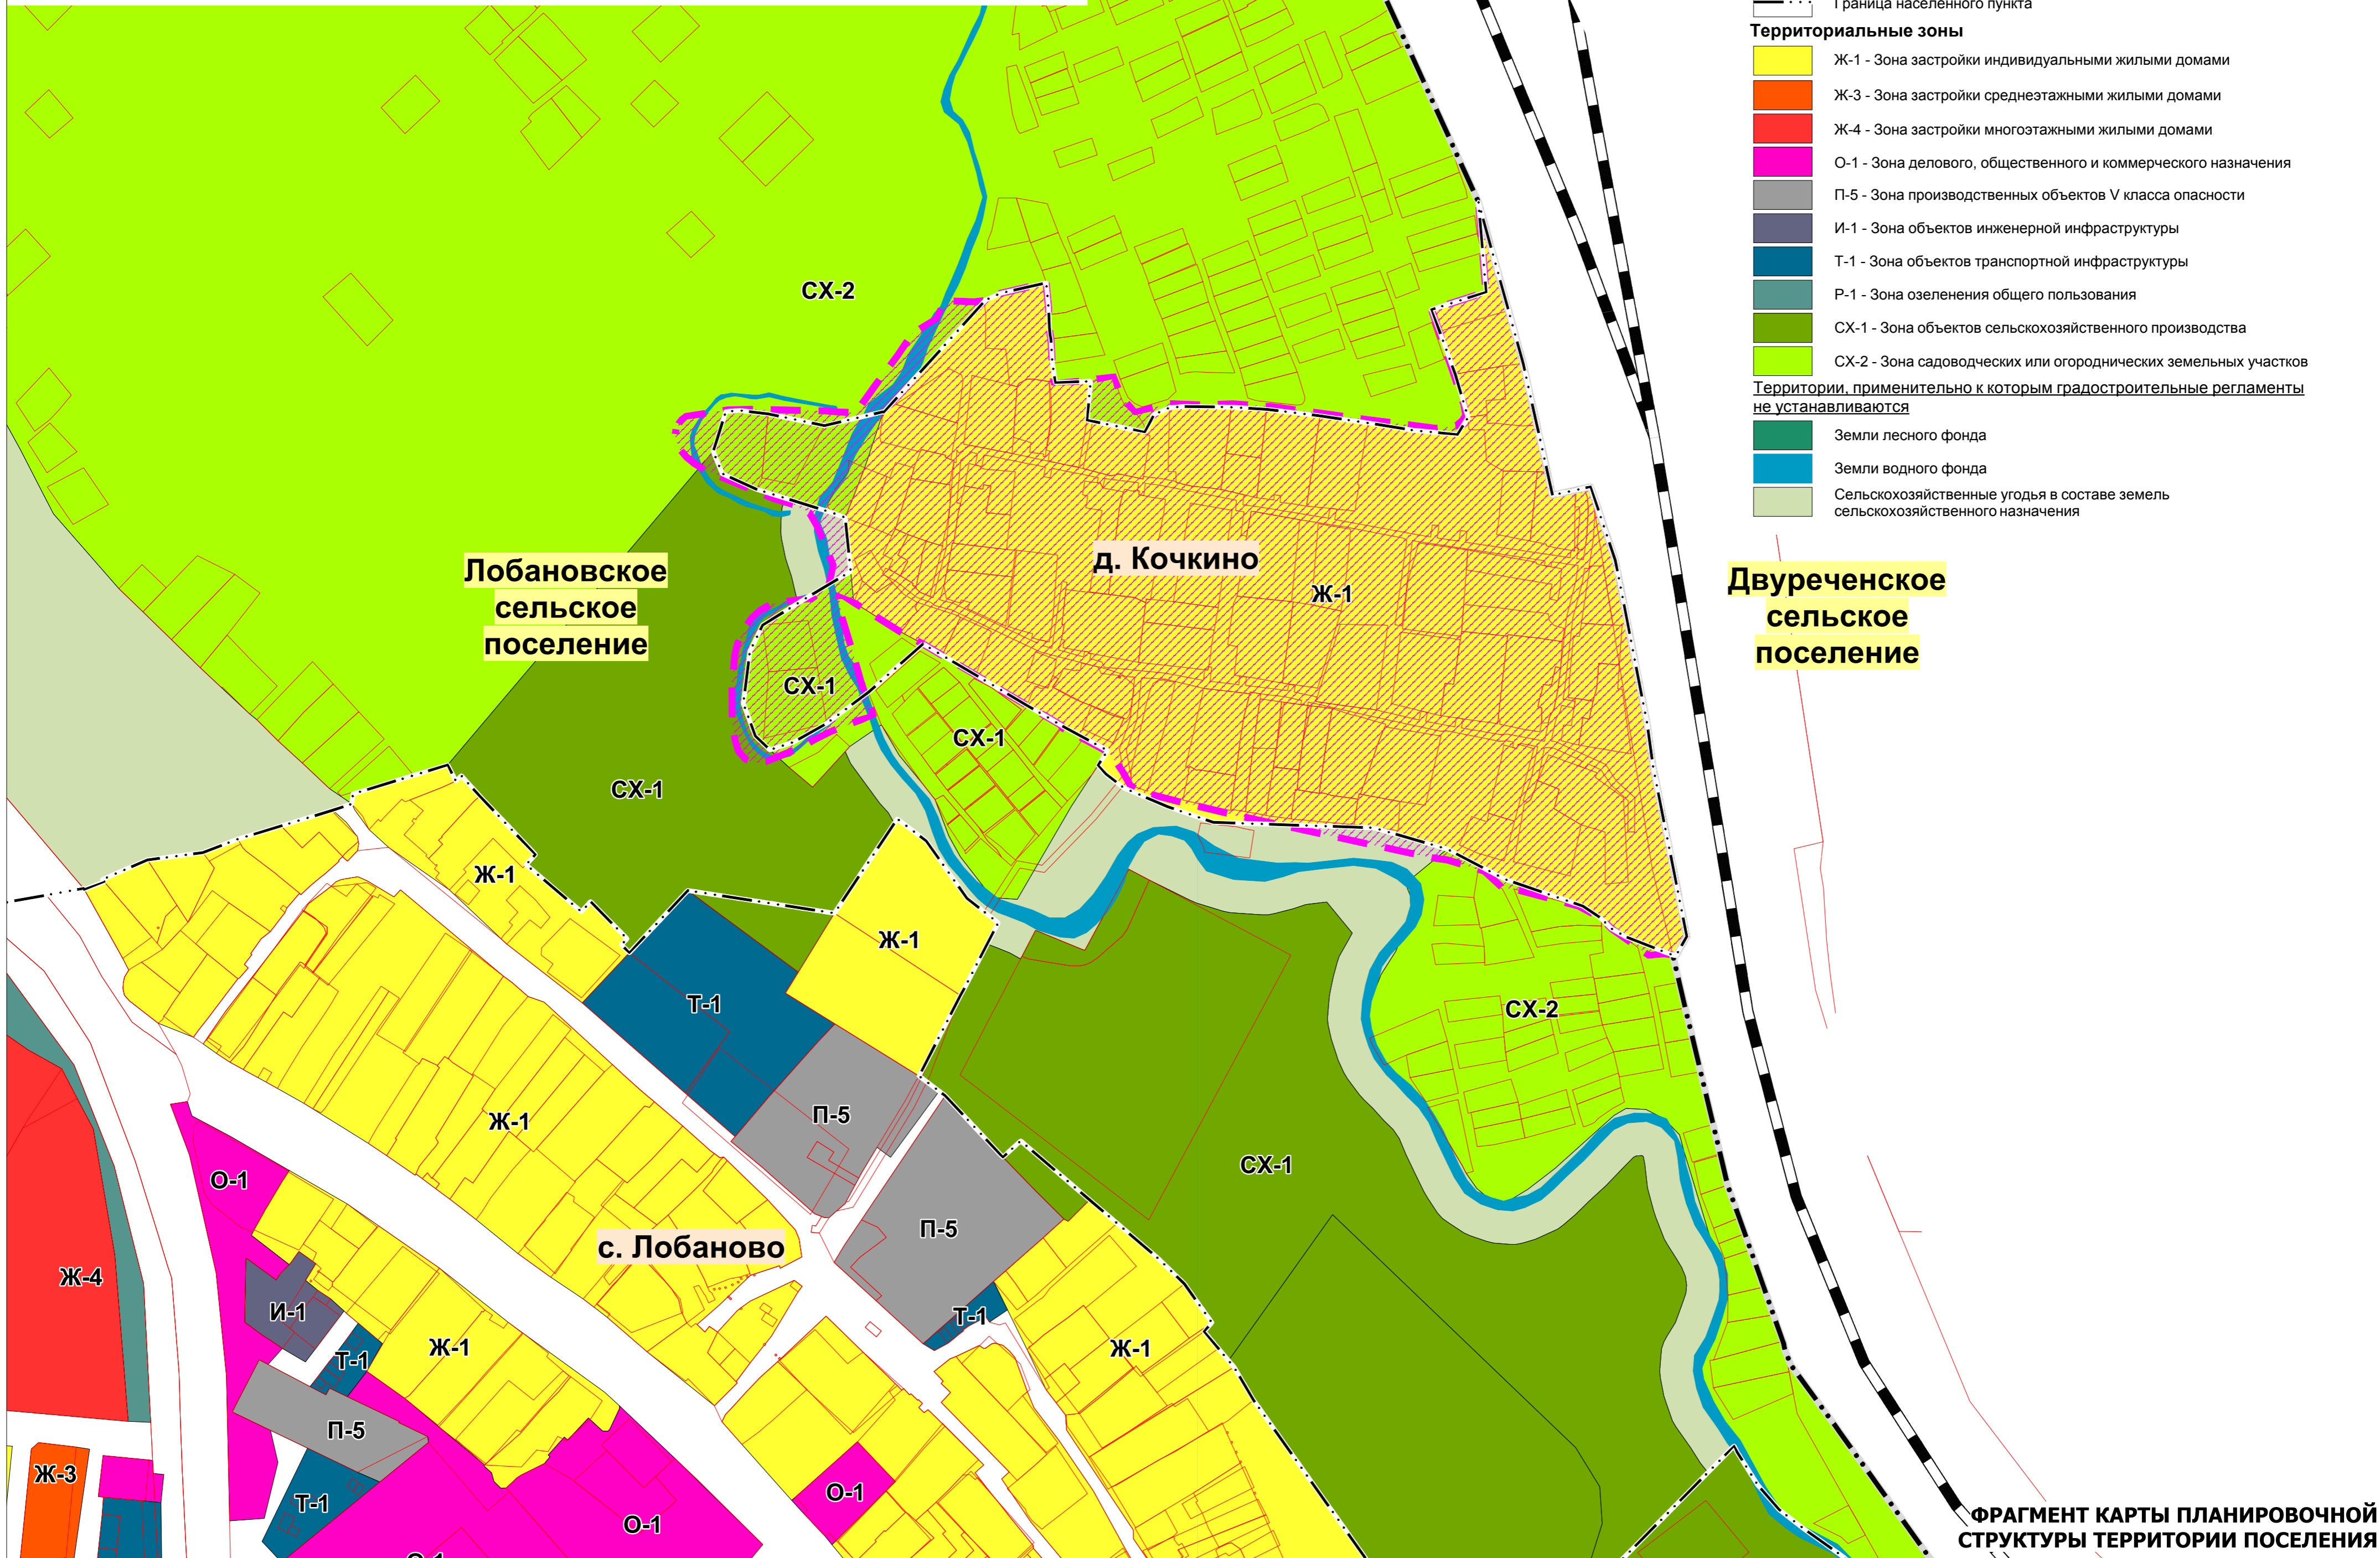 Граница населенного пункта
Территориальные зоны
Ж-1 - Зона застройки индивидуальными жилыми домами
Ж-3 - Зона застройки среднеэтажными жилыми домами
Ж-4 - Зона застройки многоэтажными жилыми домами
О-1 - Зона делового, общественного и коммерческого назначения
П-5 - Зона производственных объектов V класса опасности
И-1 - Зона объектов инженерной инфраструктуры
Т-1 - Зона объектов транспортной инфраструктуры
Р-1 - Зона озеленения общего пользования
СХ-1 - Зона объектов сельскохозяйственного производства
СХ-2 - Зона садоводческих или огороднических земельных участков
Территории, применительно к которым градостроительные регламенты
не устанавливаются
Земли лесного фонда
Земли водного фонда
Сельскохозяйственные угодья в составе земель
сельскохозяйственного назначения
СХ-2
Лобановское
сельское
поселение
д. Кочкино
Ж-1
Двуреченское
сельское
поселение
СХ-1
СХ-1
СХ-1
Ж-1
Ж-1
Т-1
СХ-2
Ж-1
П-5
СХ-1
О-1
П-5
с. Лобаново
Ж-4
И-1
Т-1
Ж-1
Ж-1
Т-1
П-5
Ж-3
О-1
Т-1
О-1
О-1
ФРАГМЕНТ КАРТЫ ПЛАНИРОВОЧНОЙ
СТРУКТУРЫ ТЕРРИТОРИИ ПОСЕЛЕНИЯ